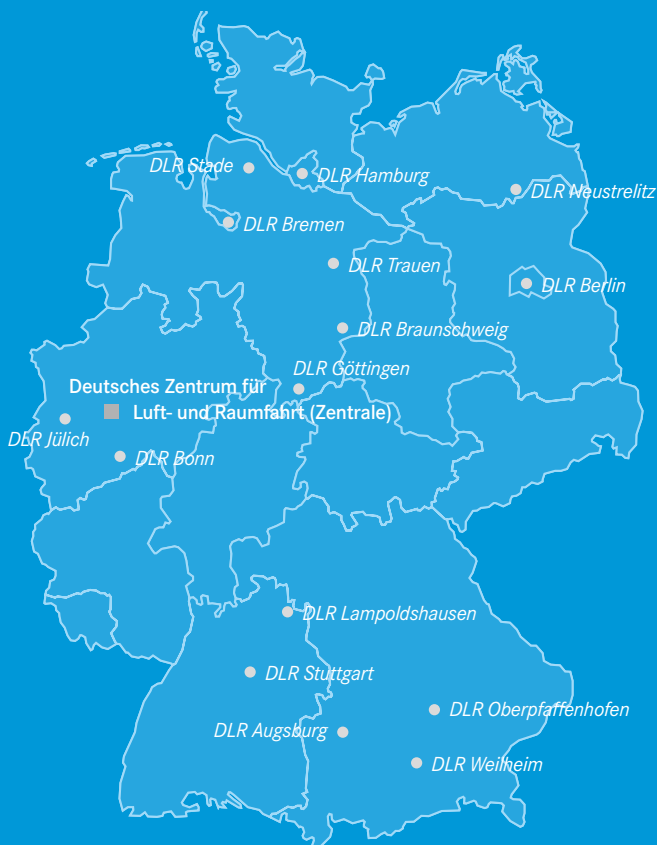 DLR Stade
DLR Hamburg
DLR Neustrelitz
DLR Bremen
DLR Trauen
DLR Berlin
DLR Braunschweig
DLR Göttingen
Deutsches Zentrum für
Luft- und Raumfahrt (Zentrale)
DLR Jülich
DLR Bonn
DLR Lampoldshausen
DLR Stuttgart
DLR Oberpfaffenhofen
DLR Augsburg
DLR Weilheim